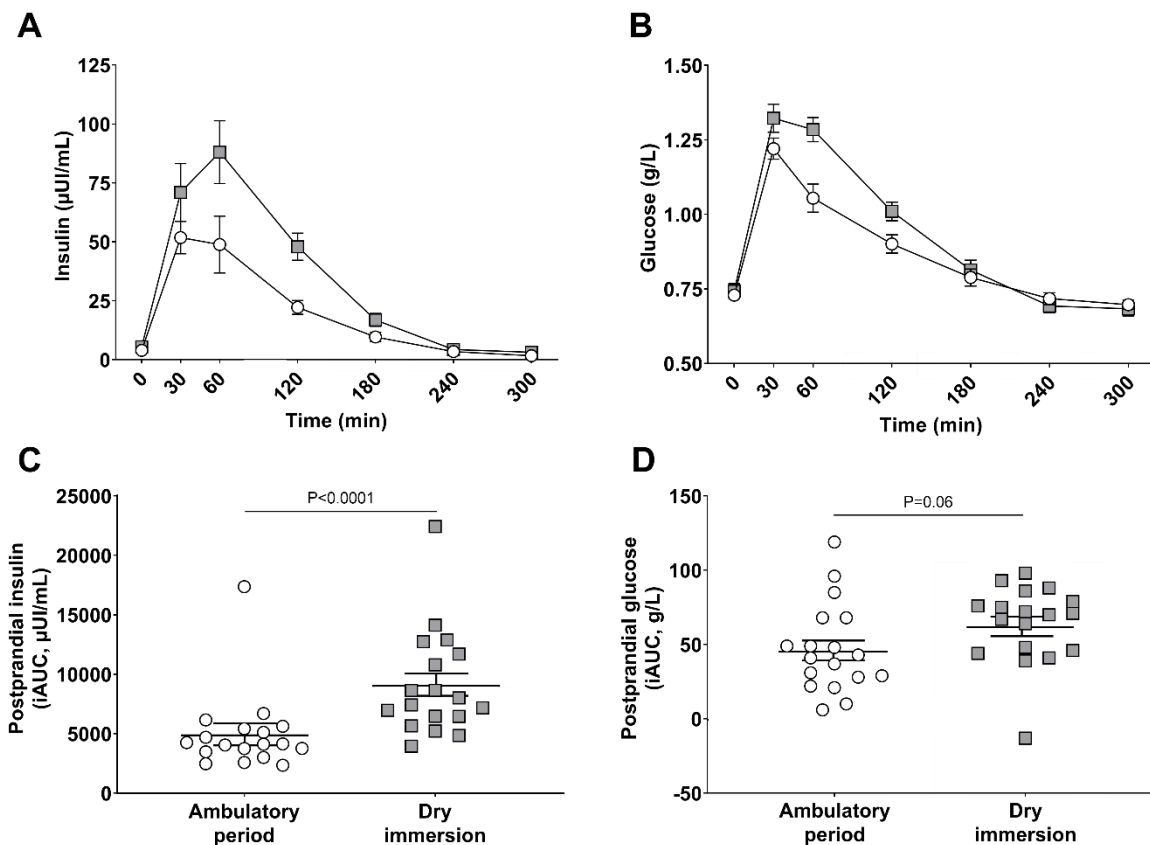 A
Insulin (µUI/mL)
125
100
75
50
25
0
0
30
60
120
180
240
300
Time (min)
B
Glucose (g/L)
1.50
1.25
1.00
0.75
0.50
0
30
60
120
180
240
300
Time (min)
C
Postprandial insulin
(iAUC, µUI/mL)
25000
20000
15000
10000
5000
0
P<0.0001
Ambulatory
period
Dry
immersion
D
Postprandial glucose
(iAUC, g/L)
150
100
50
0
-50
P=0.06
Ambulatory
period
Dry
immersion